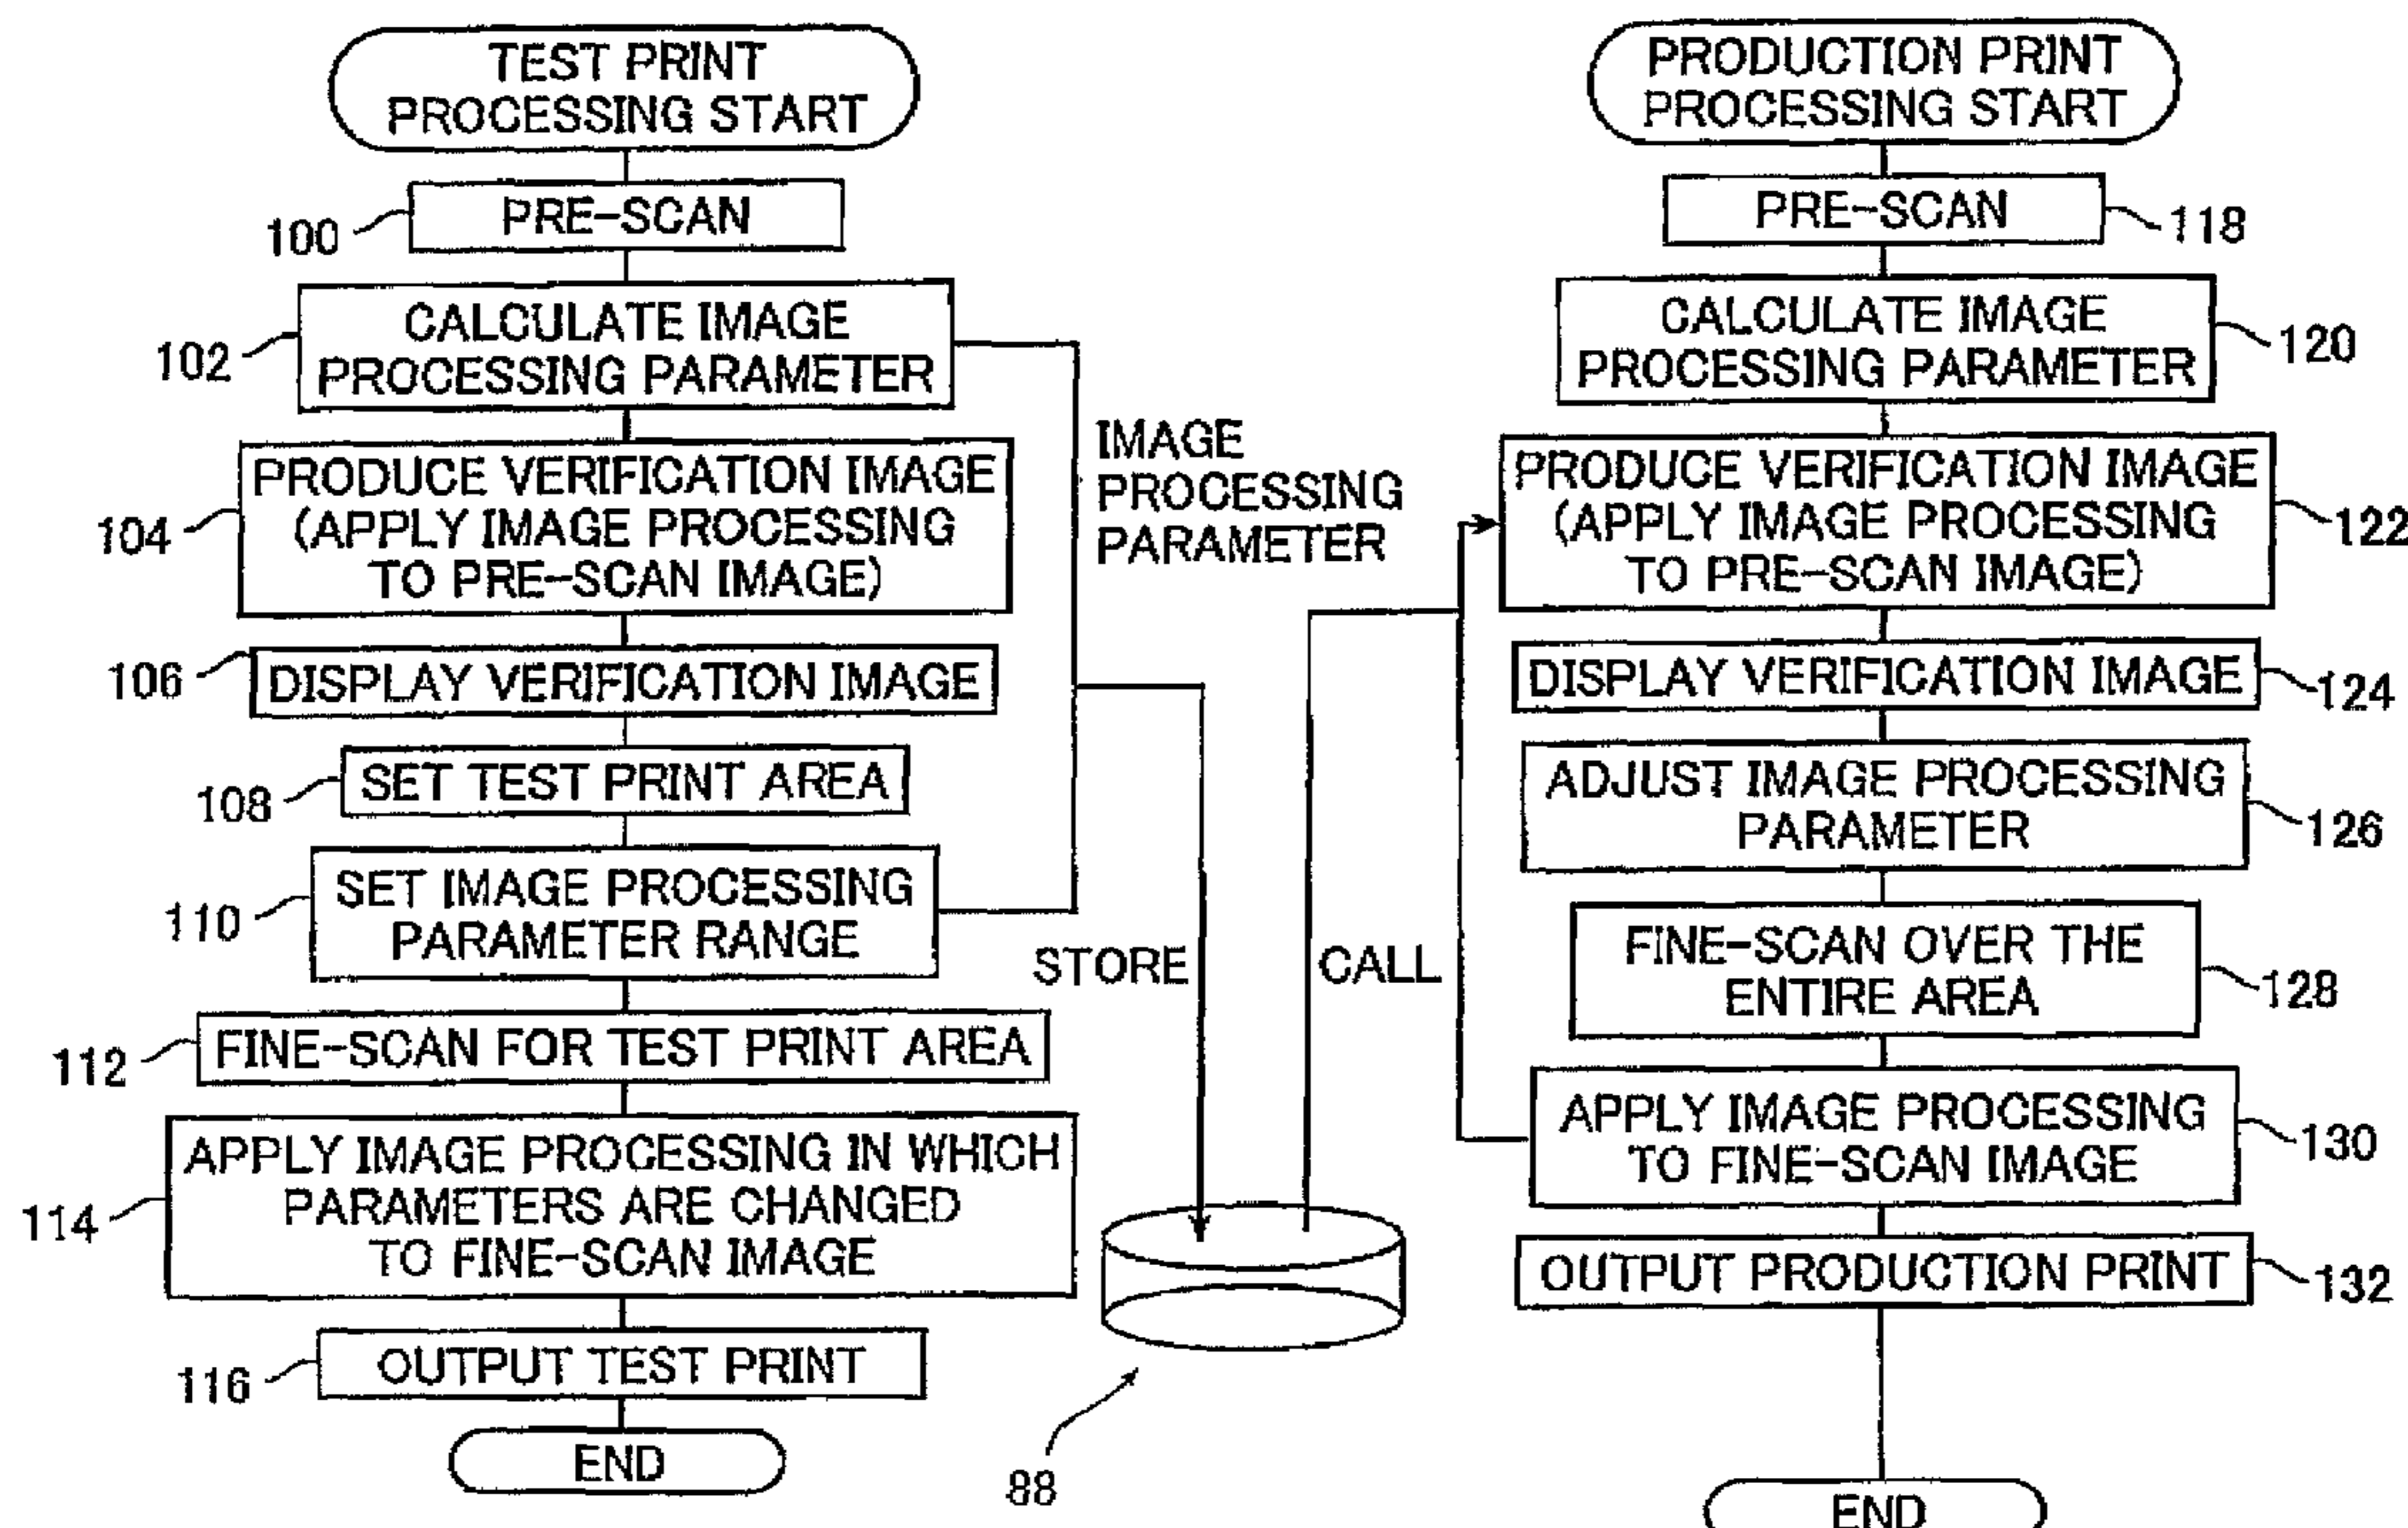 TEST PRINT
PROCESSING START
100
PRE-SCAN
102
CALCULATE IMAGE
PROCESSING PARAMETER
104
PRODUCE VERIFICATION IMAGE
(APPLY IMAGE PROCESSING
TO PRE-SCAN IMAGE)
106
DISPLAY VERIFICATION IMAGE
108
SET TEST PRINT AREA
110
SET IMAGE PROCESSING
PARAMETER RANGE
112
FINE-SCAN FOR TEST PRINT AREA
114
APPLY IMAGE PROCESSING IN WHICH
PARAMETERS ARE CHANGED
TO FINE-SCAN IMAGE
116
OUTPUT TEST PRINT
END
IMAGE
PROCESSING
PARAMETER
STORE
CALL
88
PRODUCTION PRINT
PROCESSING START
PRE-SCAN
118
CALCULATE IMAGE
PROCESSING PARAMETER
120
PRODUCE VERIFICATION IMAGE
(APPLY IMAGE PROCESSING
TO PRE-SCAN IMAGE)
122
DISPLAY VERIFICATION IMAGE
124
ADJUST IMAGE PROCESSING
PARAMETER
126
FINE-SCAN OVER THE
ENTIRE AREA
128
APPLY IMAGE PROCESSING
TO FINE-SCAN IMAGE
130
OUTPUT PRODUCTION PRINT
132
END